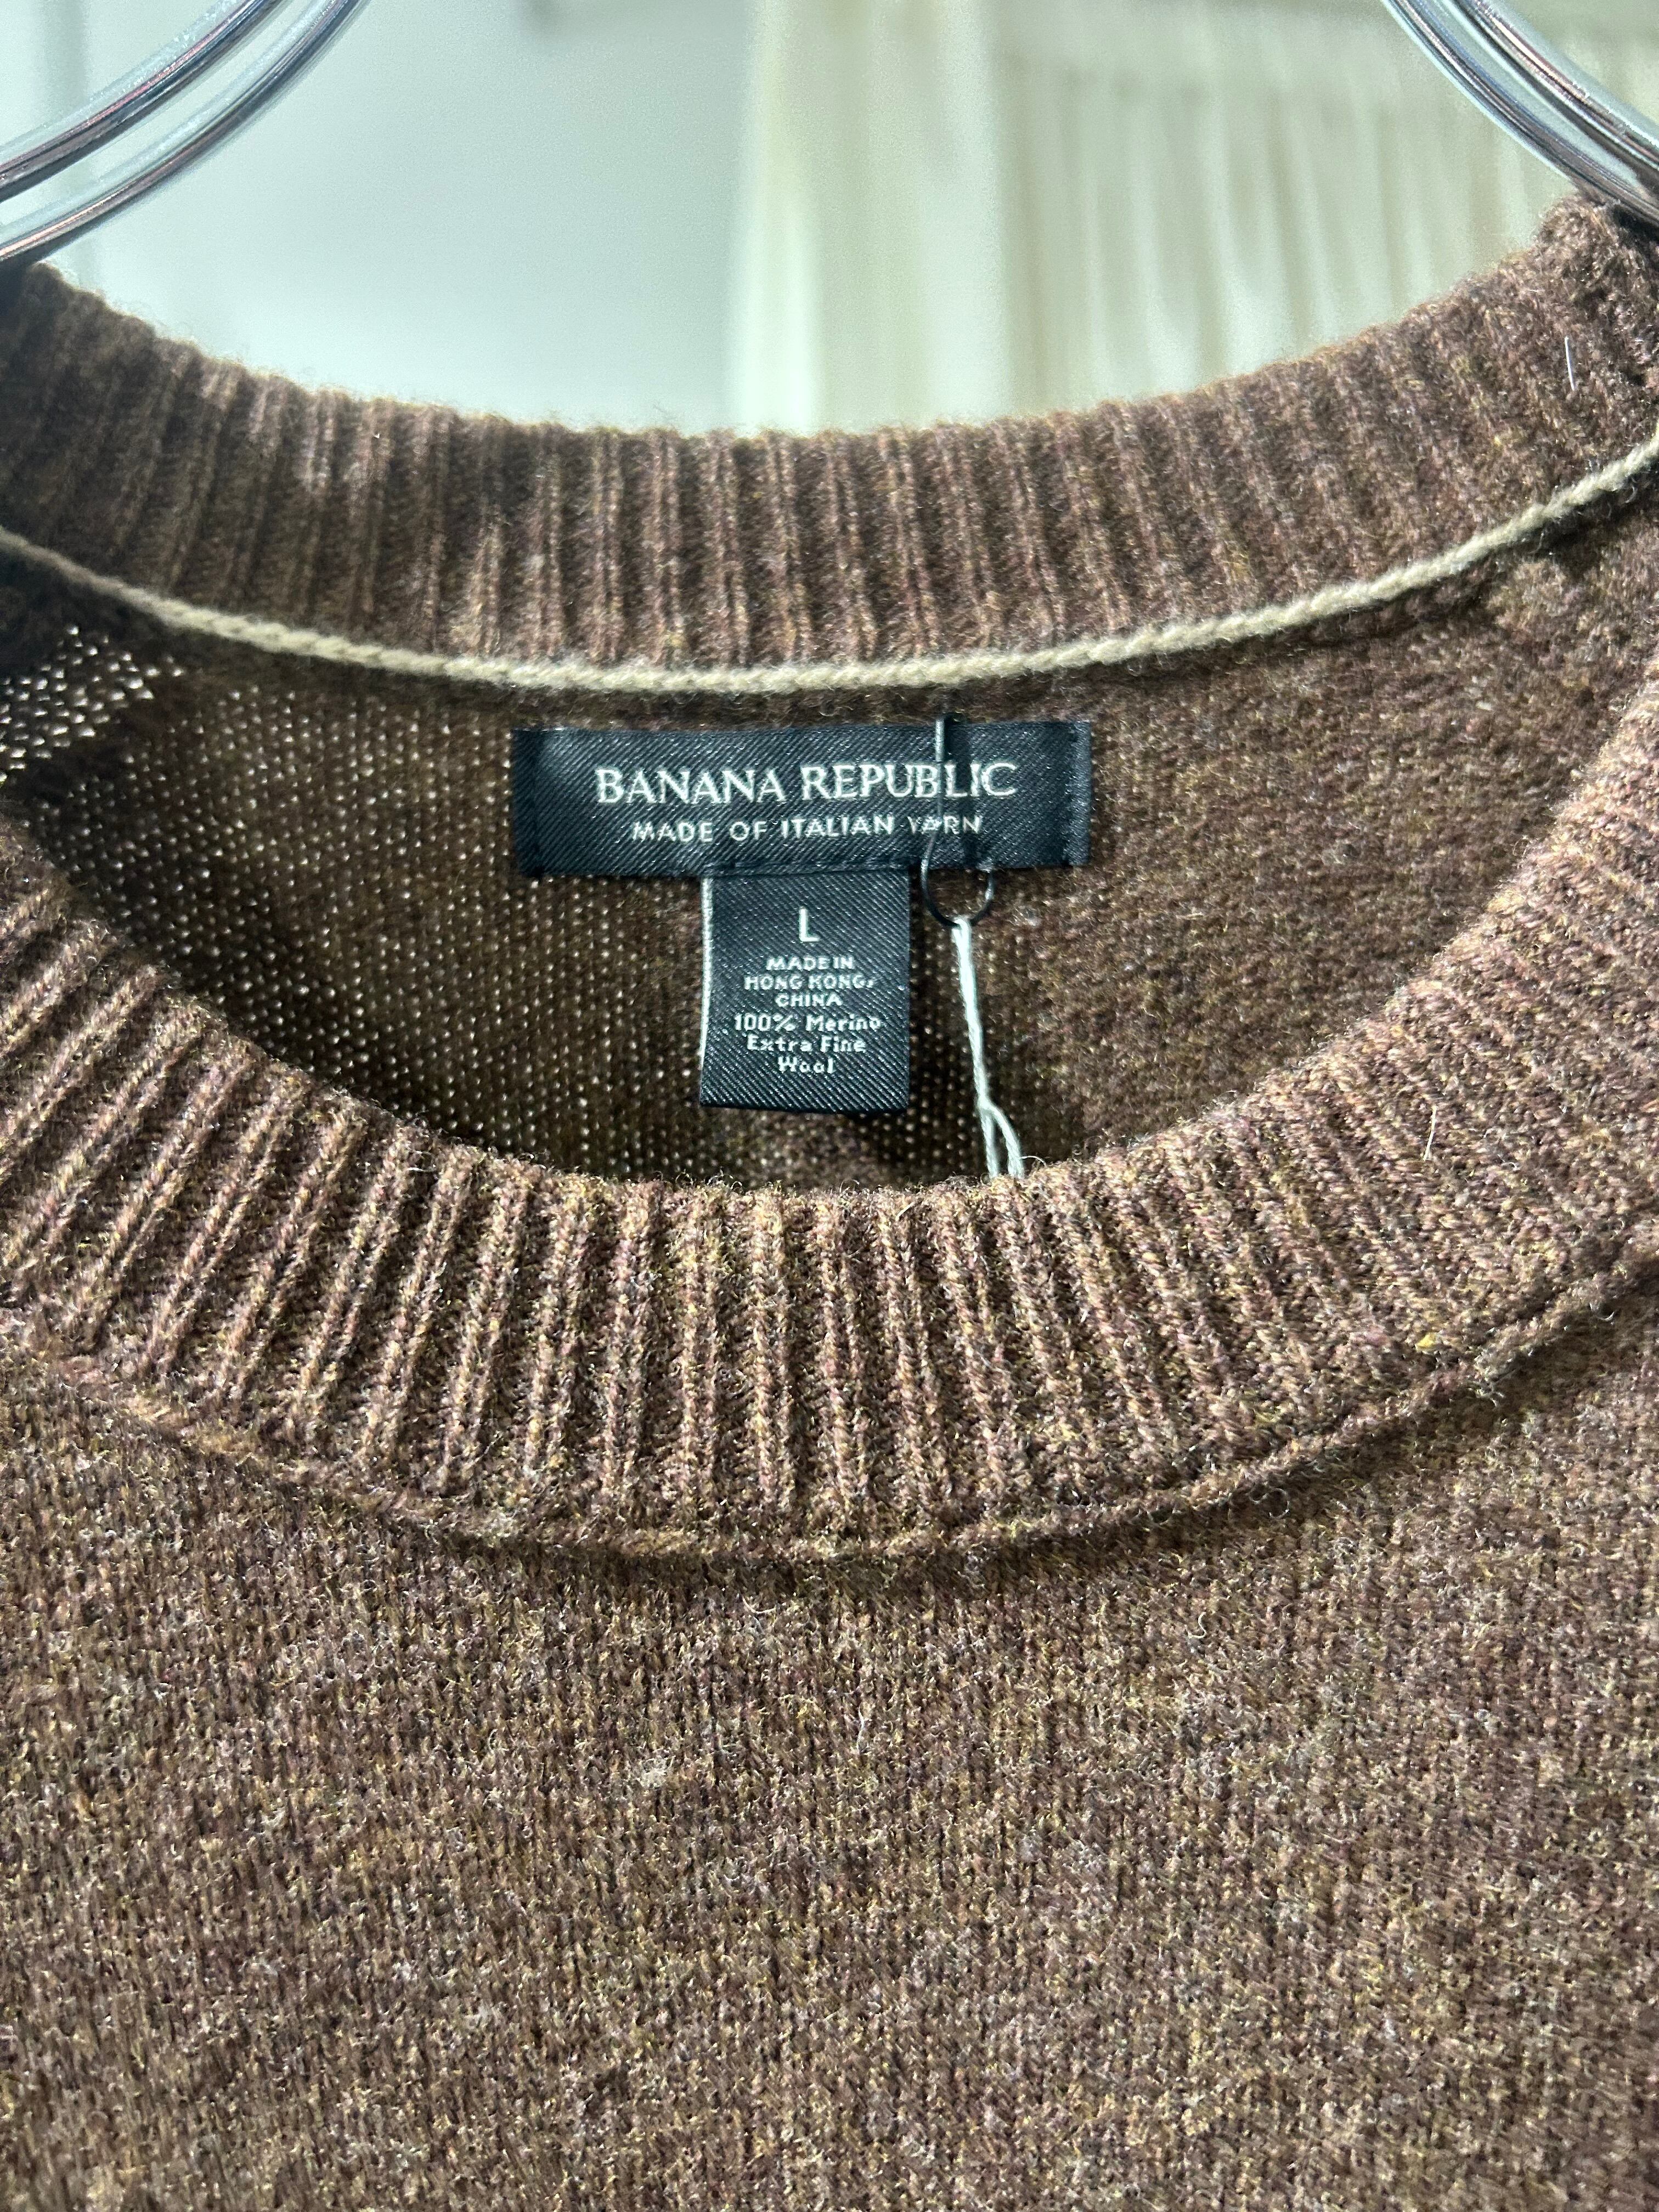 BANANA REPUBLIC
MADE OF ITALIAN YARN
L
MADE IN
HONG KONG,
CHINA
100% Merino
Extra Fine
Wool